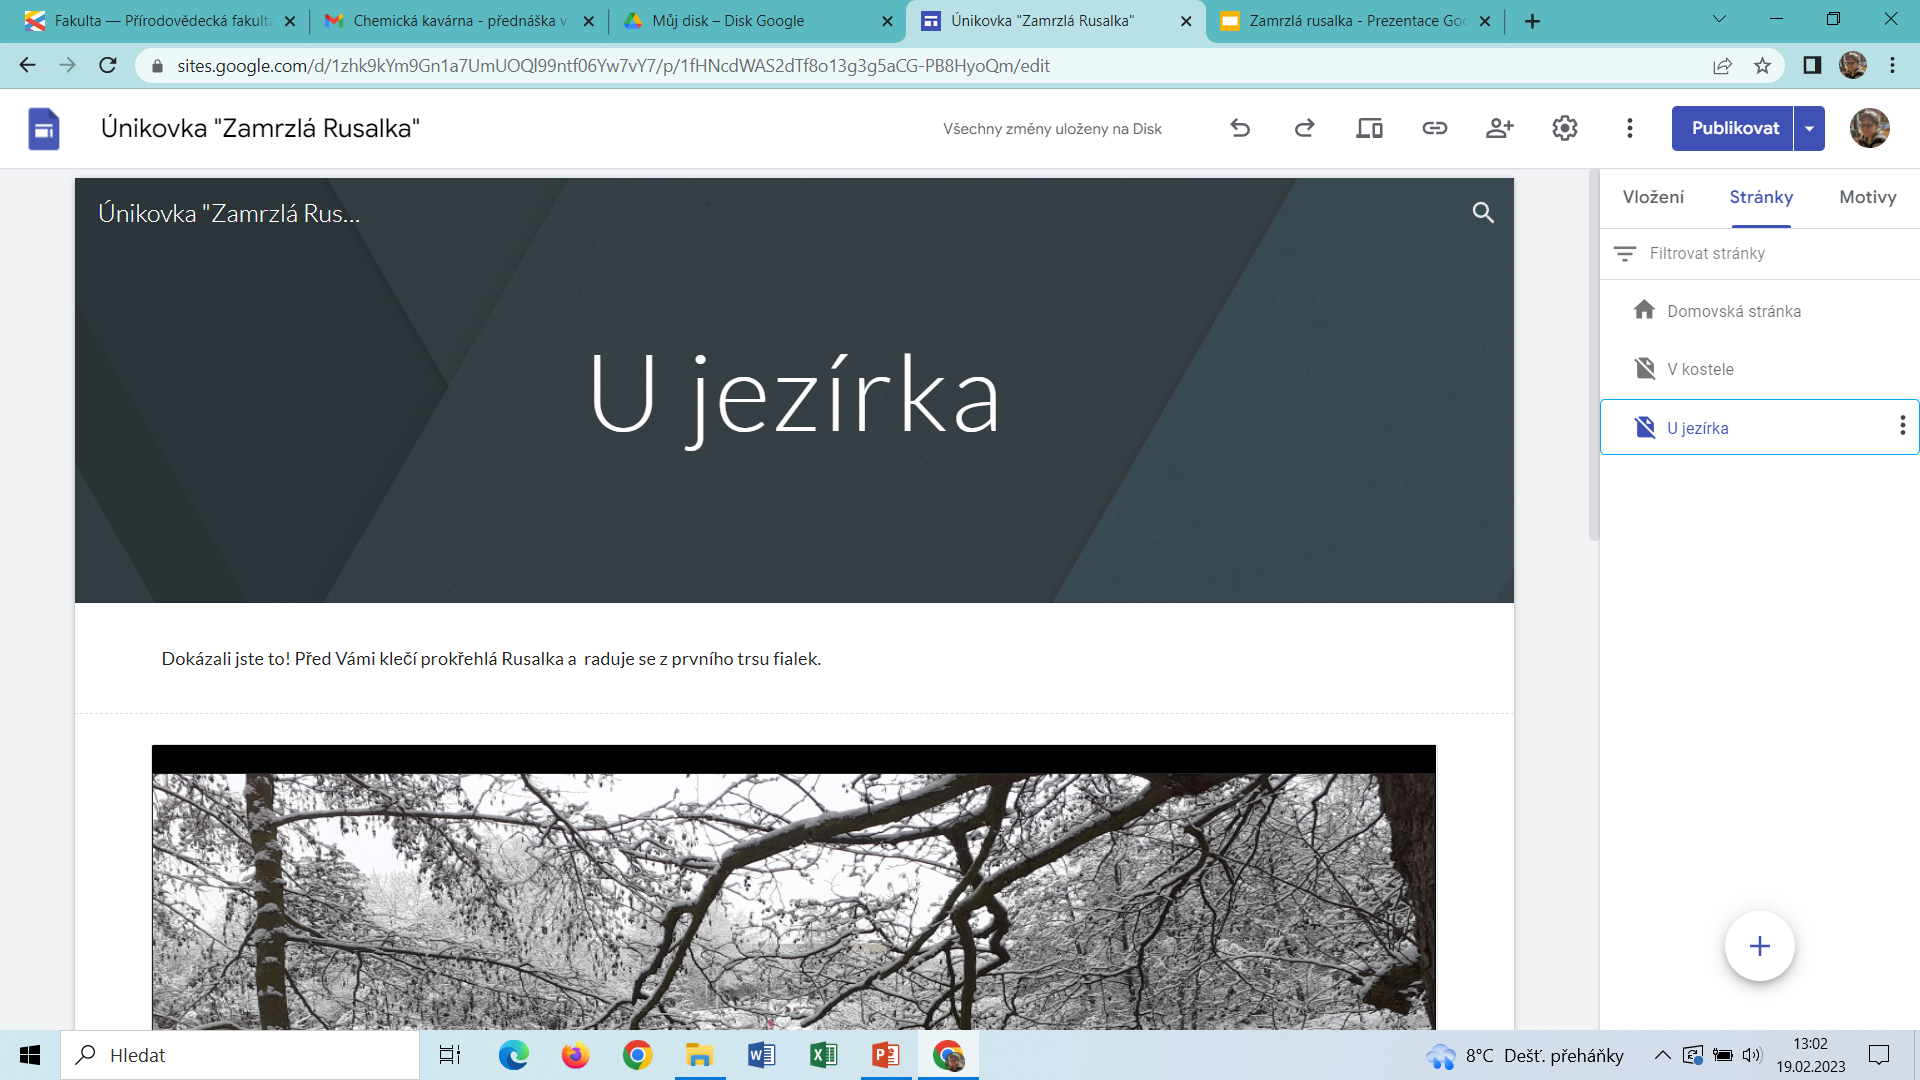 Fakulta — Přírodovědecká fakulta
Chemická kavárna - přednáška v
Můj disk – Disk Google
Únikovka "Zamrzlá Rusalka"
Zamrzlá rusalka - Prezentace Goo
sites.google.com/d/1zhk9kYm9Gn1a7UmUOQl99ntf06Yw7vY7/p/1fHNcdWAS2dTf8o13g3g5aCG-PB8HyoQm/edit
Únikovka "Zamrzlá Rusalka"
Všechny změny uloženy na Disk
Publikovat
Únikovka "Zamrzlá Rus...
U jezírka
Dokázali jste to! Před Vámi klečí prokřehlá Rusalka a  raduje se z prvního trsu fialek.
Vložení
Stránky
Motivy
Filtrovat stránky
Domovská stránka
V kostele
U jezírka
Hledat
8°C Dešť. přeháňky
13:02
19.02.2023